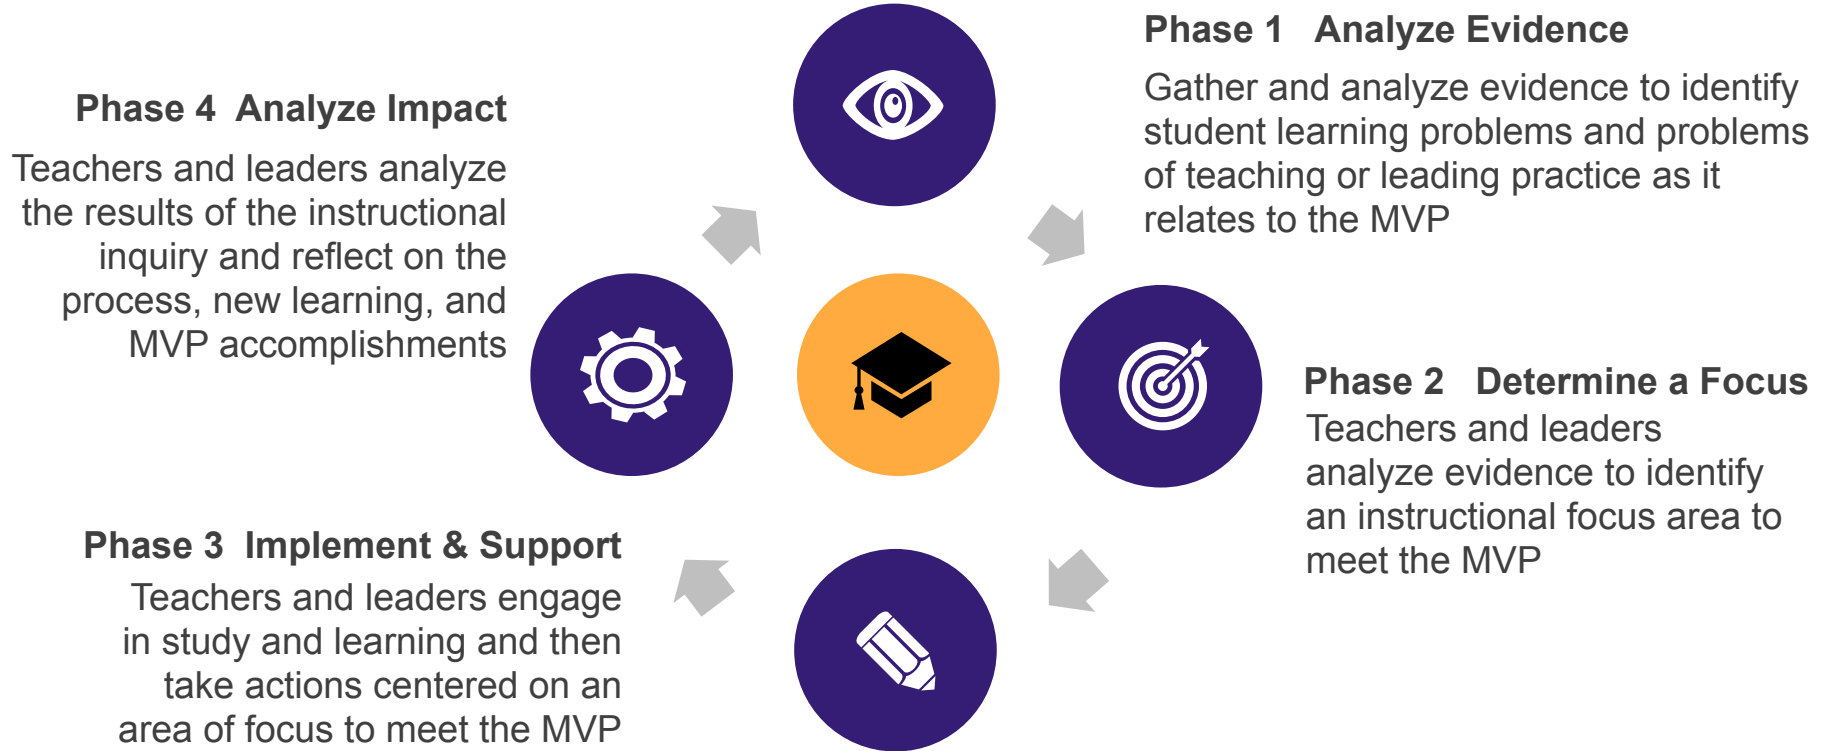 Phase 1   Analyze Evidence
Gather and analyze evidence to identify
student learning problems and problems
of teaching or leading practice as it
relates to the MVP
Phase 2   Determine a Focus
Teachers and leaders
analyze evidence to identify
an instructional focus area to
meet the MVP
Phase 3  Implement & Support
Teachers and leaders engage
in study and learning and then
take actions centered on an
area of focus to meet the MVP
Phase 4  Analyze Impact
Teachers and leaders analyze
the results of the instructional
inquiry and reflect on the
process, new learning, and
MVP accomplishments